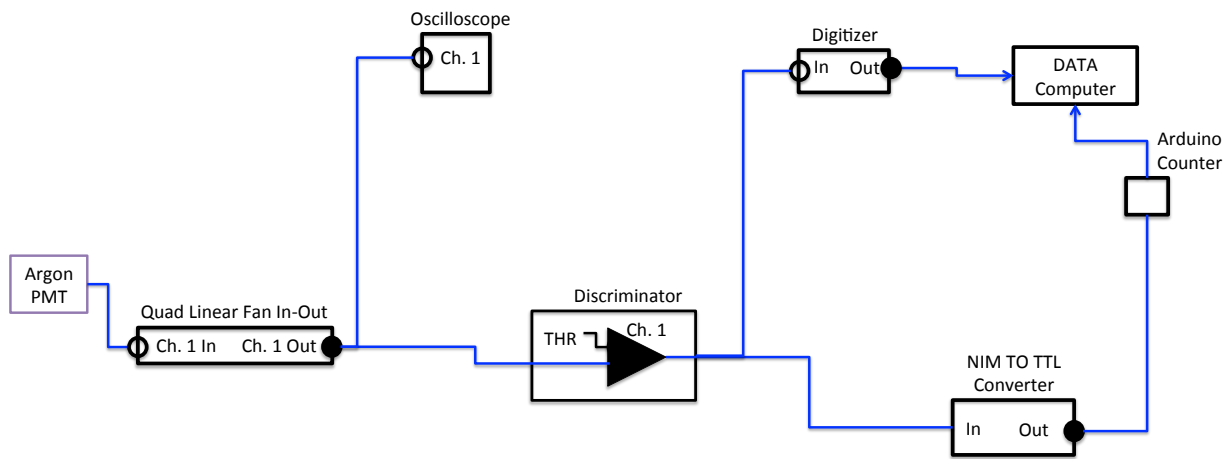 Oscilloscope
Ch. 1
Digitizer
In Out
DATA
Computer
Arduino
Counter
Argon
PMT
Quad Linear Fan In-Out
Ch. 1 In Ch. 1 Out
Discriminator
THR
Ch. 1
NIM TO TTL
Converter
In Out